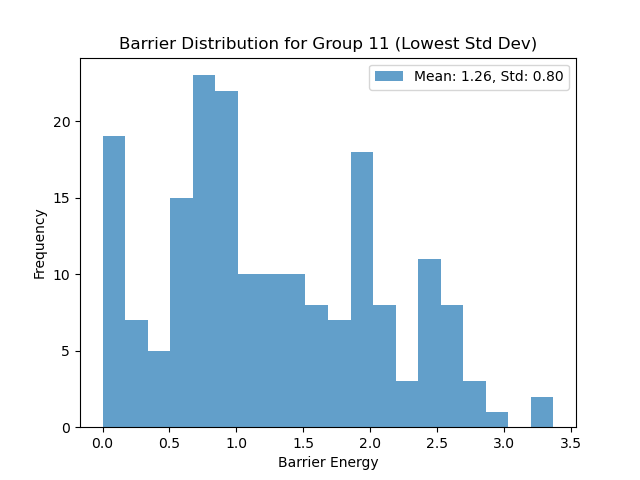 Barrier Distribution for Group 11 (Lowest Std Dev)
Mean: 1.26, Std: 0.80
Frequency
20
15
10
5
0
0.0 0.5 1.0 1.5 2.0 2.5 3.0 3.5
Barrier Energy